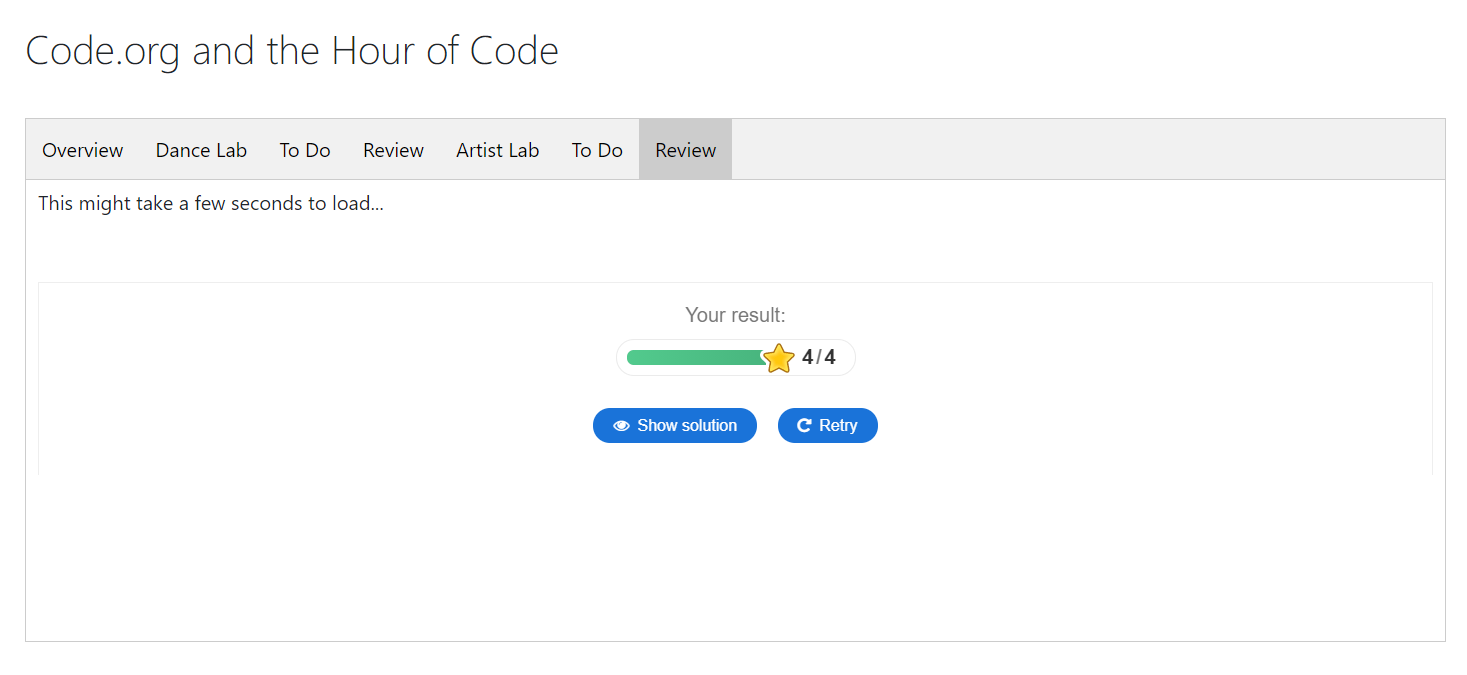 Code.org and the Hour of Code
Overview Dance Lab To Do Review Artist Lab To Do Review
This might take a few seconds to load...
Your result:
4/4
Show solution Retry